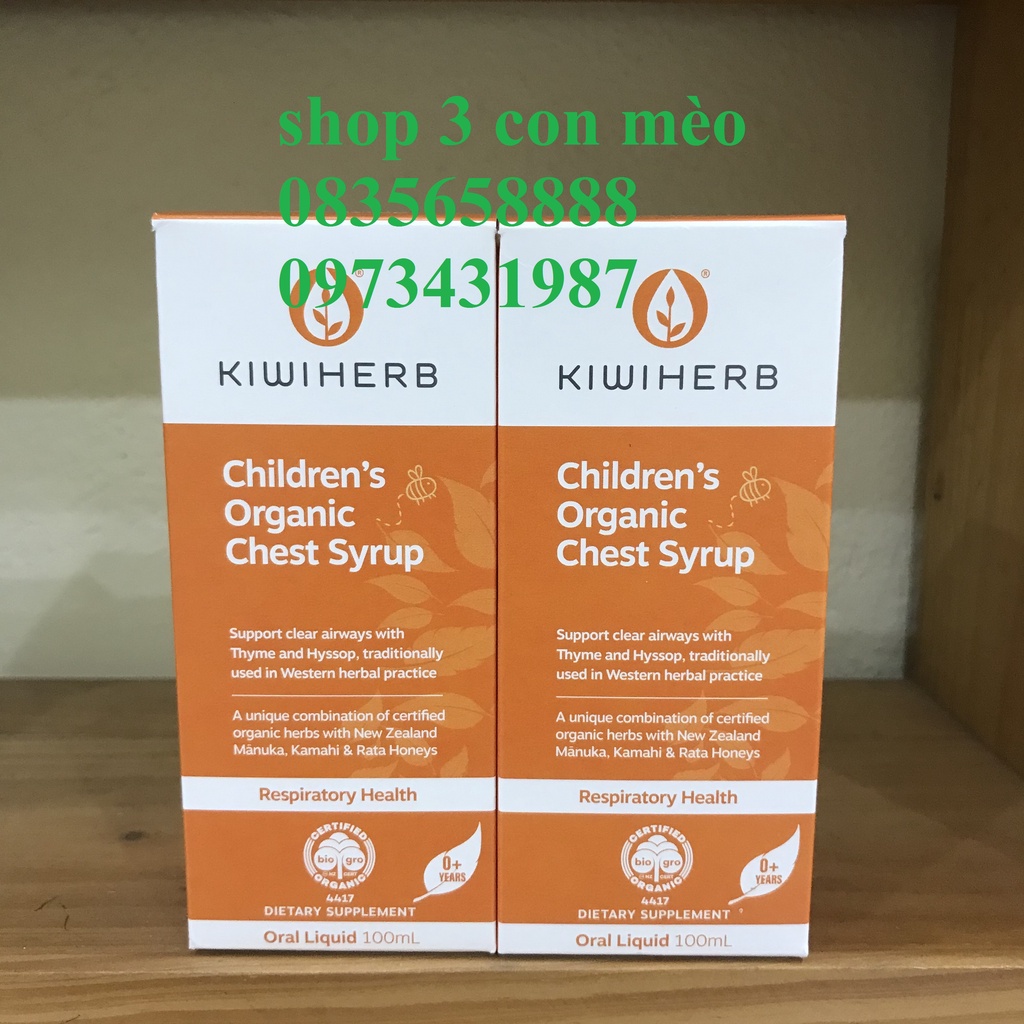 shop 3 con mèo
0835658888
0973431987
KIWIHERB
Children's
Organic
Chest Syrup
Support clear airways with
Thyme and Hyssop, traditionally
used in Western herbal practice
A unique combination of certified
organic herbs with New Zealand
Mānuka, Kamahi & Rata Honeys
Respiratory Health
CERTIFIED
bio gro
NZ CERT
ORGANIC
4417
0+
YEARS
DIETARY SUPPLEMENT
Oral Liquid 100mL
KIWIHERB
Children's
Organic
Chest Syrup
Support clear airways with
Thyme and Hyssop, traditionally
used in Western herbal practice
A unique combination of certified
organic herbs with New Zealand
Mānuka, Kamahi & Rata Honeys
Respiratory Health
CERTIFIED
bio gro
NZ CERT
ORGANIC
4417
0+
YEARS
DIETARY SUPPLEMENT
Oral Liquid 100mL